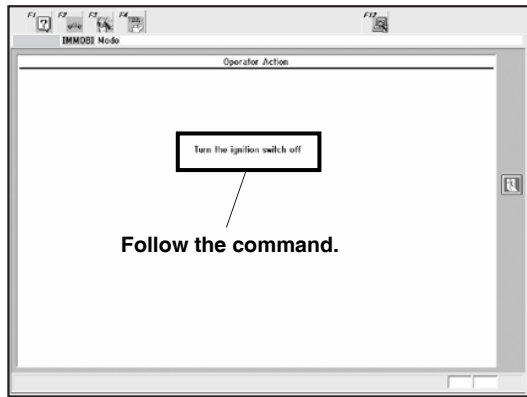 F1 F2 F3 F4 F12
IMMOBI Mode
Operator Action
Turn the ignition switch off
Follow the command.